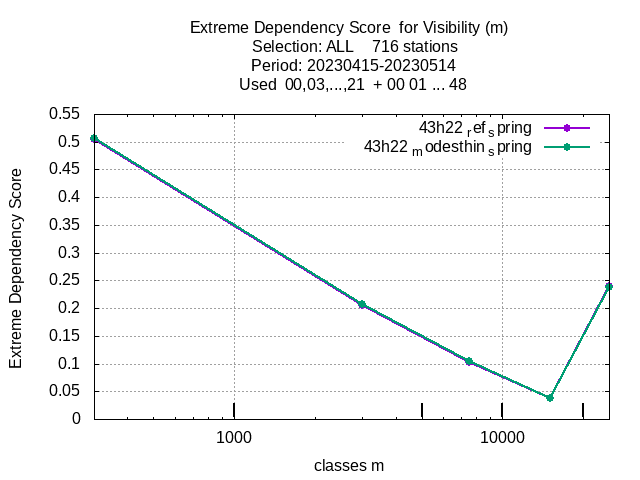 Extreme Dependency Score  for Visibility (m)
Selection: ALL    716 stations
Period: 20230415-20230514
Used  00,03,...,21  + 00 01 ... 48
0.55
0.5
0.45
0.4
0.35
0.3
0.25
0.2
0.15
0.1
0.05
0
Extreme Dependency Score
43h22 ref spring
43h22 modesthin spring
1000
10000
classes m